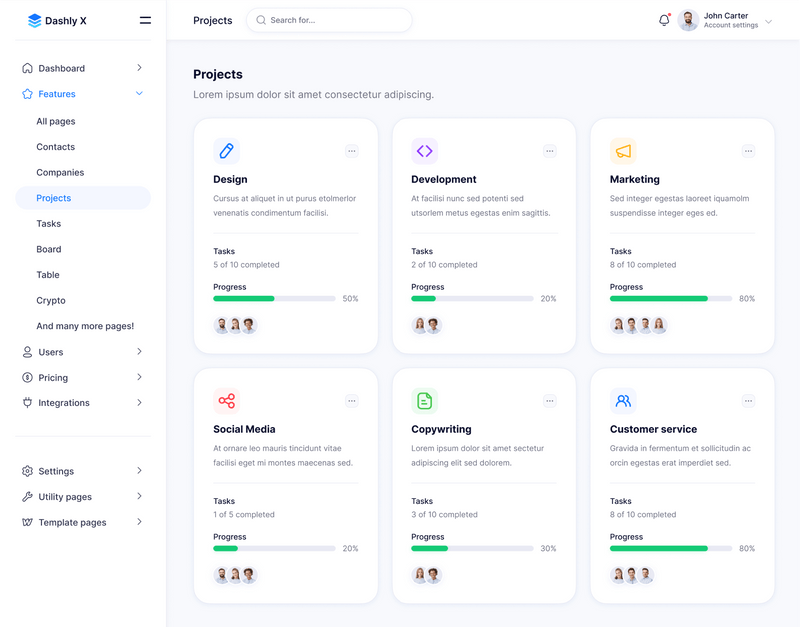 Dashly X
Projects
Search for...
John Carter
Account settings
Dashboard
Features
All pages
Contacts
Companies
Projects
Tasks
Board
Table
Crypto
And many more pages!
Users
Pricing
Integrations
Settings
Utility pages
Template pages
Projects
Lorem ipsum dolor sit amet consectetur adipiscing.
Design
Cursus at aliquet in ut purus etolmerlor
venenatis condimentum facilisi.
Tasks
5 of 10 completed
Progress
50%
Development
At facilisi nunc sed potenti sed
utsorlem metus egestas enim sagittis.
Tasks
2 of 10 completed
Progress
20%
Marketing
Sed integer egestas laoreet iquamolm
suspendisse integer eges ed.
Tasks
8 of 10 completed
Progress
80%
Social Media
At ornare leo mauris tincidunt vitae
facilisi eget mi montes maecenas sed.
Tasks
1 of 5 completed
Progress
20%
Copywriting
Lorem ipsum dolor sit amet sectetur
adipiscing elit sed dolorem.
Tasks
3 of 10 completed
Progress
30%
Customer service
Gravida in fermentum et sollicitudin ac
orcin egestas erat imperdiet sed.
Tasks
8 of 10 completed
Progress
80%